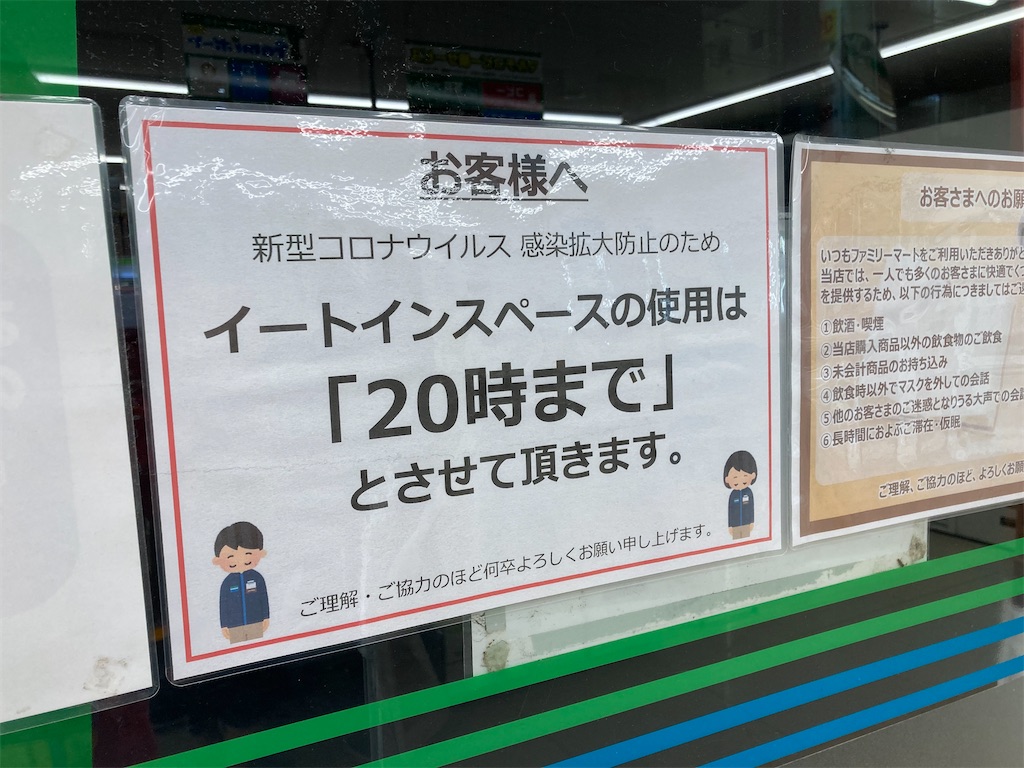 お客様へ
新型コロナウイルス 感染拡大防止のため
イートインスペースの使用は
「20時まで」
とさせて頂きます。
ご理解・ご協力のほど何卒よろしくお願い申し上げます。
お客さまへのお願
いつもファミリーマートをご利用いただきありがと
当店では、一人でも多くのお客さまに快適でくつ
を提供するため、以下の行為につきましてはご遠
①飲酒・喫煙
②当店購入商品以外の飲食物のご飲食
③未会計商品のお持ち込み
④飲食時以外でマスクを外しての会話
⑤他のお客さまのご迷惑となりうる大声での会話
⑥長時間におよぶご滞在・仮眠
ご理解、ご協力のほど、よろしくお願